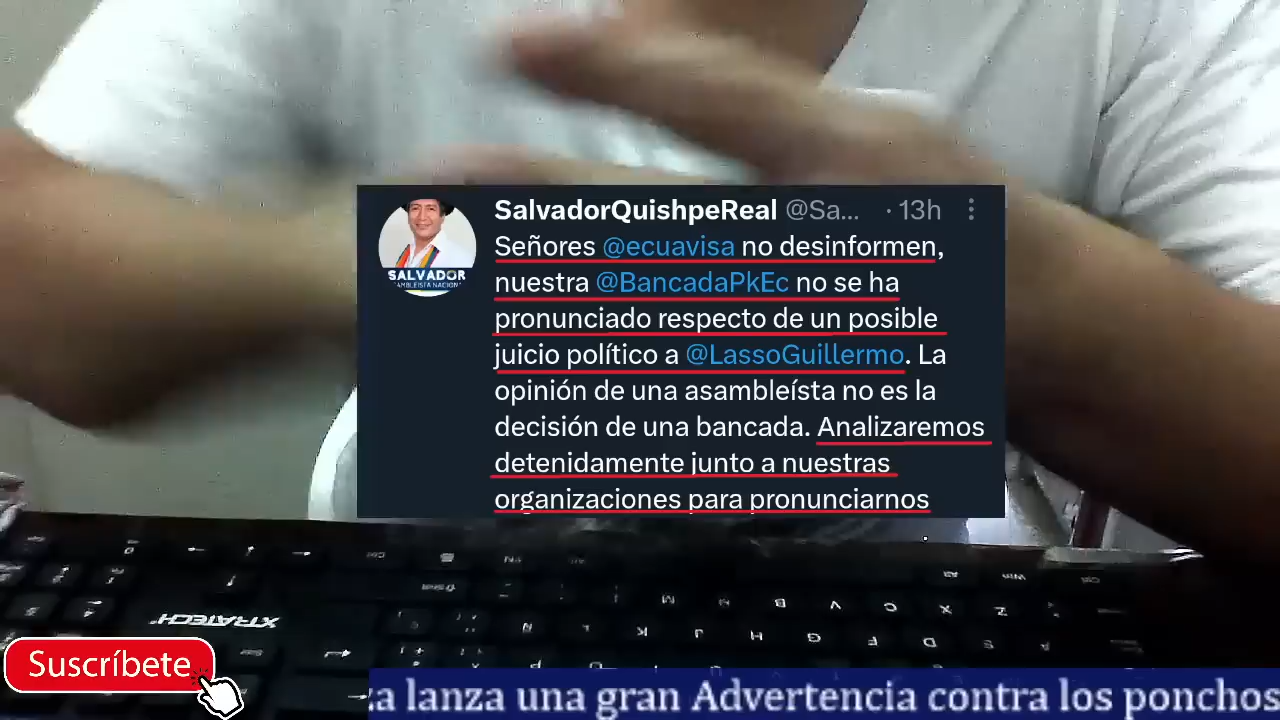 SalvadorQuishpeReal @Sa... · 13h
Señores @ecuavisa no desinformen,
nuestra @BancadaPkEc no se ha
pronunciado respecto de un posible
juicio político a @LassoGuillermo. La
opinión de una asambleísta no es la
decisión de una bancada. Analizaremos
detenidamente junto a nuestras
organizaciones para pronunciarnos
SALVADOR
XTRATECH
Suscríbete
za lanza una gran Advertencia contra los ponchos